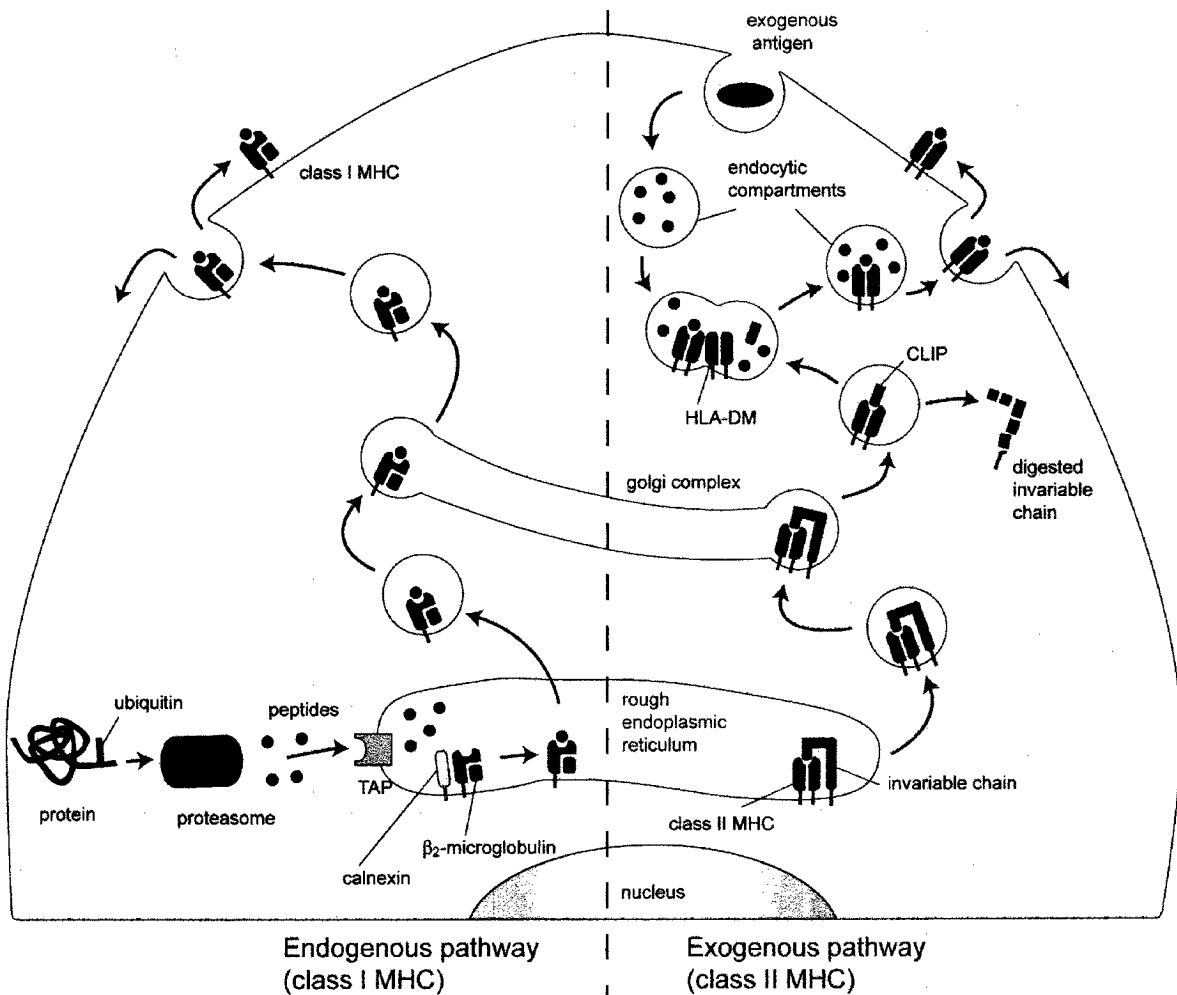 exogenous
antigen
class I MHC
endocytic
compartments
CLIP
HLA-DM
golgi complex
digested
invariable
chain
ubiquitin
peptides
rough
endoplasmic
reticulum
TAP
invariable chain
protein
proteasome
class II MHC
β2-microglobulin
calnexin
nucleus
Endogenous pathway
(class I MHC)
Exogenous pathway
(class II MHC)